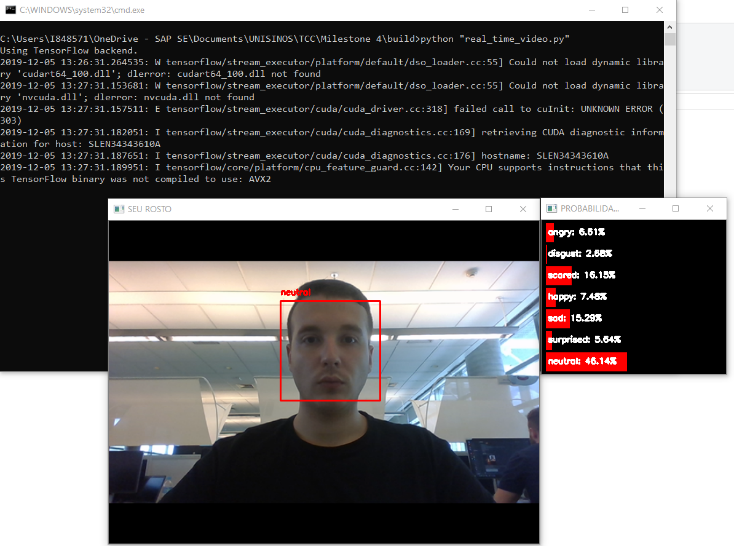 C:\WINDOWS\system32\cmd.exe
C:\Users\I848571\OneDrive - SAP SE\Documents\UNISINOS\TCC\Milestone 4\build>python "real_time_video.py"
Using TensorFlow backend.
2019-12-05 13:26:31.264535: W tensorflow/stream_executor/platform/default/dso_loader.cc:55] Could not load dynamic libra
ry 'cudart64_100.dll'; dlerror: cudart64_100.dll not found
2019-12-05 13:27:31.153681: W tensorflow/stream_executor/platform/default/dso_loader.cc:55] Could not load dynamic libra
ry 'nvcuda.dll'; dlerror: nvcuda.dll not found
2019-12-05 13:27:31.157511: E tensorflow/stream_executor/cuda/cuda_driver.cc:318] failed call to cuInit: UNKNOWN ERROR (
303)
2019-12-05 13:27:31.182051: I tensorflow/stream_executor/cuda/cuda_diagnostics.cc:169] retrieving CUDA diagnostic inform
ation for host: SLEN34343610A
2019-12-05 13:27:31.187651: I tensorflow/stream_executor/cuda/cuda_diagnostics.cc:176] hostname: SLEN34343610A
2019-12-05 13:27:31.189951: I tensorflow/core/platform/cpu_feature_guard.cc:142] Your CPU supports instructions that thi
s TensorFlow binary was not compiled to use: AVX2
SEU ROSTO
neutral
PROBABILIDA...
angry: 6.51%
disgust: 2.68%
scared: 16.15%
happy: 7.48%
sad: 15.29%
surprised: 5.64%
neutral: 46.14%